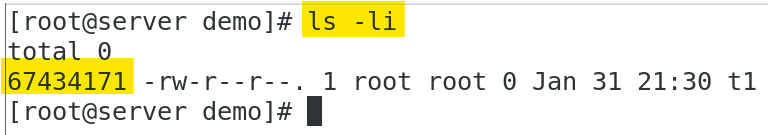 [root@server demo]# ls -li
total 0
67434171 -rw-r--r--. 1 root root 0 Jan 31 21:30 t1
[root@server demo]#